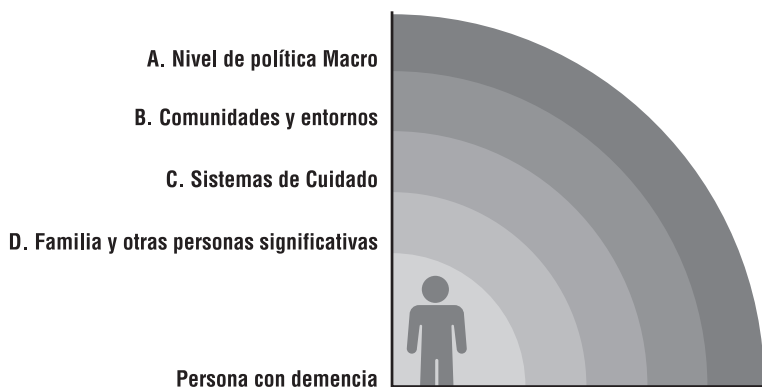 A. Nivel de política Macro
B. Comunidades y entornos
C. Sistemas de Cuidado
D. Familia y otras personas significativas
Persona con demencia